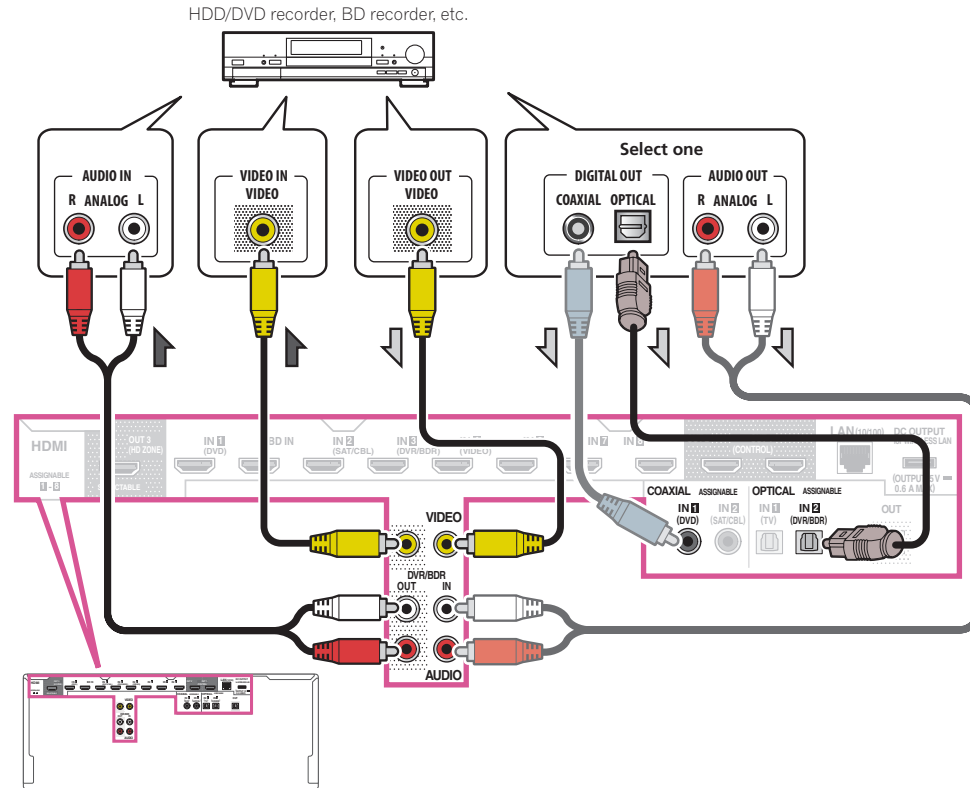 HDD/DVD recorder, BD recorder, etc.
Select one
AUDIO IN
R ANALOG L
VIDEO IN
VIDEO
VIDEO OUT
VIDEO
DIGITAL OUT
COAXIAL OPTICAL
AUDIO OUT
R ANALOG L
HDMI
ASSIGNABLE
1 - 8
OUT 3
(HD ZONE)
IN 1
(DVD)
BD IN
IN 2
(SAT/CBL)
IN 3
(DVR/BDR)
(VIDEO)
IN 7
IN 8
(CONTROL)
LAN (10/100)
DC OUTPUT
(OUTPUT 5 V
0.6 A MAX)
COAXIAL ASSIGNABLE
IN 1
(DVD)
IN 2
(SAT/CBL)
OPTICAL ASSIGNABLE
IN 1
(TV)
IN 2
(DVR/BDR)
OUT
VIDEO
DVR/BDR
OUT IN
AUDIO